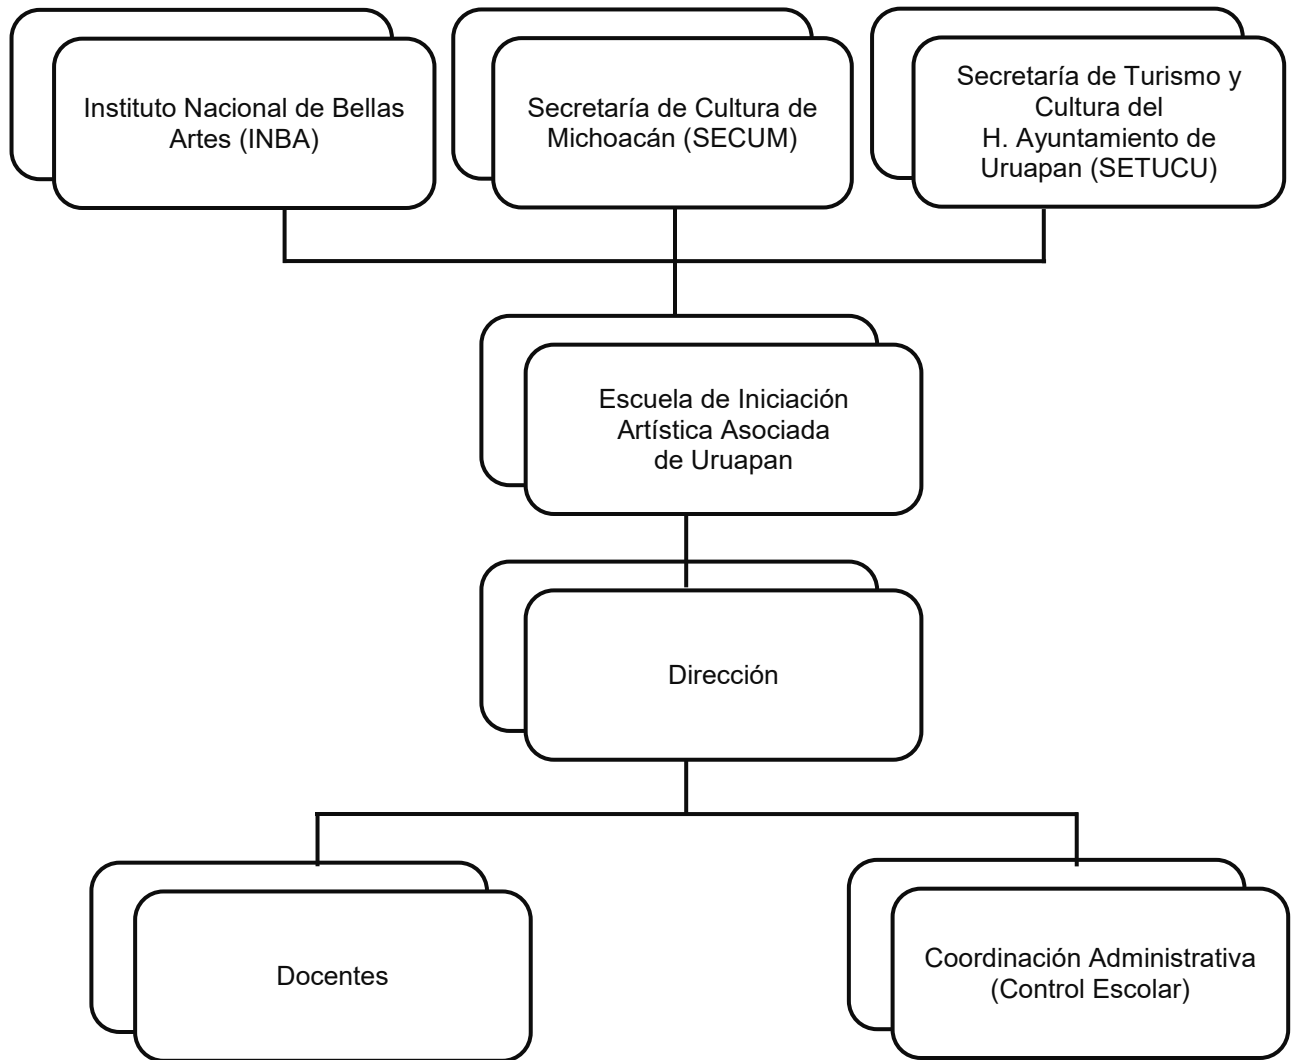 Instituto Nacional de Bellas
Artes (INBA)
Secretaría de Cultura de
Michoacán (SECUM)
Secretaría de Turismo y
Cultura del
H. Ayuntamiento de
Uruapan (SETUCU)
Escuela de Iniciación
Artística Asociada
de Uruapan
Dirección
Docentes
Coordinación Administrativa
(Control Escolar)